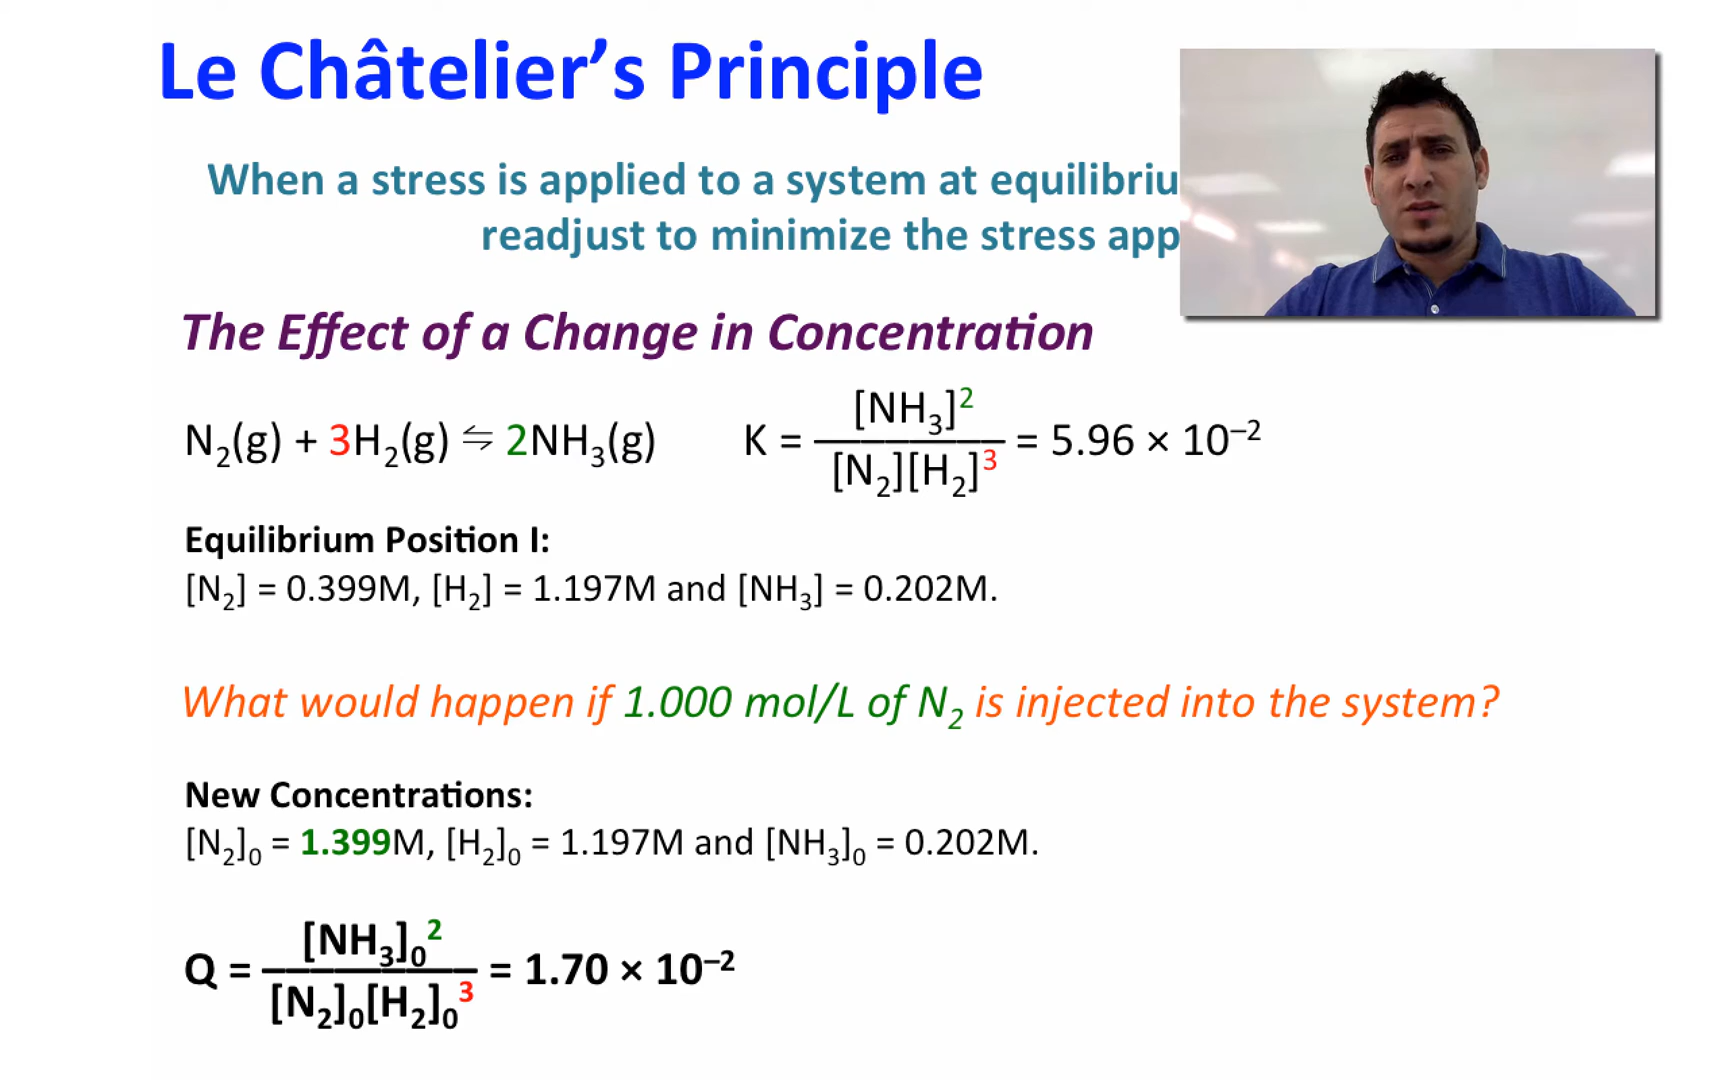 Le Châtelier’s Principle
When a stress is applied to a system at equilibriu
readjust to minimize the stress app
The Effect of a Change in Concentration
N₂(g) + 3H₂(g) ⇋ 2NH₃(g)
K = [NH₃]² / [N₂][H₂]³ = 5.96 × 10⁻²
Equilibrium Position I:
[N₂] = 0.399M, [H₂] = 1.197M and [NH₃] = 0.202M.
What would happen if 1.000 mol/L of N₂ is injected into the system?
New Concentrations:
[N₂]₀ = 1.399M, [H₂]₀ = 1.197M and [NH₃]₀ = 0.202M.
Q = [NH₃]₀² / [N₂]₀[H₂]₀³ = 1.70 × 10⁻²